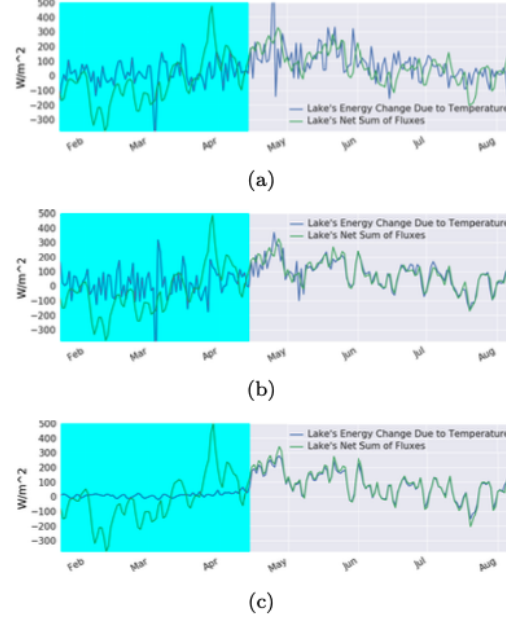 500
400
300
200
100
0
−100
−200
−300
W/m^2
Lake's Energy Change Due to Temperature
Lake's Net Sum of Fluxes
Feb Mar Apr May Jun Jul Aug
(a)
500
400
300
200
100
0
−100
−200
−300
W/m^2
Lake's Energy Change Due to Temperature
Lake's Net Sum of Fluxes
Feb Mar Apr May Jun Jul Aug
(b)
500
400
300
200
100
0
−100
−200
−300
W/m^2
Lake's Energy Change Due to Temperature
Lake's Net Sum of Fluxes
Feb Mar Apr May Jun Jul Aug
(c)